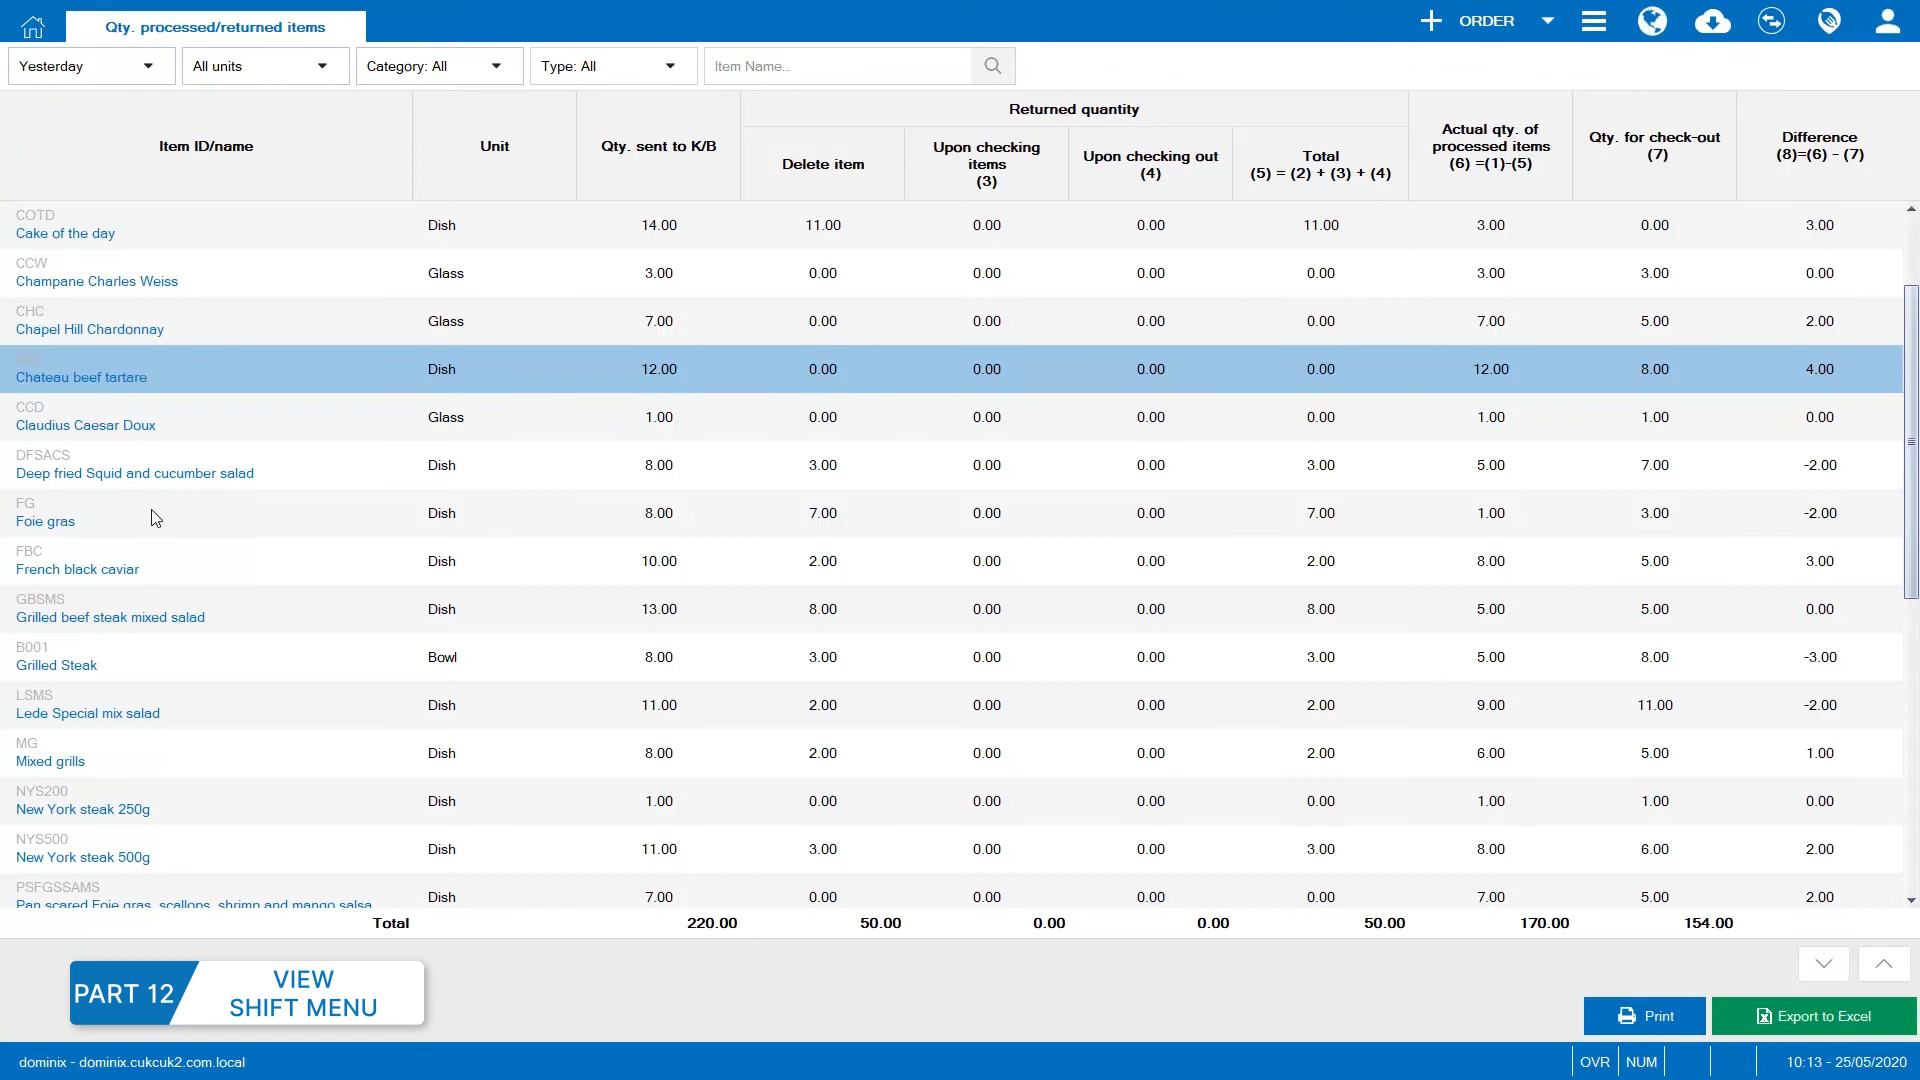 Qty. processed/returned items
ORDER
Yesterday
All units
Category: All
Type: All
Item Name...
Item ID/name
Unit
Qty. sent to K/B
Returned quantity
Delete item
Upon checking
items
(3)
Upon checking out
(4)
Total
(5) = (2) + (3) + (4)
Actual qty. of
processed items
(6) =(1)-(5)
Qty. for check-out
(7)
Difference
(8)=(6) - (7)
COTD
Cake of the day
Dish 14.00 11.00 0.00 0.00 11.00 3.00 0.00 3.00
CCW
Champane Charles Weiss
Glass 3.00 0.00 0.00 0.00 0.00 3.00 3.00 0.00
CHC
Chapel Hill Chardonnay
Glass 7.00 0.00 0.00 0.00 0.00 7.00 5.00 2.00
Chateau beef tartare
Dish 12.00 0.00 0.00 0.00 0.00 12.00 8.00 4.00
CCD
Claudius Caesar Doux
Glass 1.00 0.00 0.00 0.00 0.00 1.00 1.00 0.00
DFSACS
Deep fried Squid and cucumber salad
Dish 8.00 3.00 0.00 0.00 3.00 5.00 7.00 -2.00
FG
Foie gras
Dish 8.00 7.00 0.00 0.00 7.00 1.00 3.00 -2.00
FBC
French black caviar
Dish 10.00 2.00 0.00 0.00 2.00 8.00 5.00 3.00
GBSMS
Grilled beef steak mixed salad
Dish 13.00 8.00 0.00 0.00 8.00 5.00 5.00 0.00
B001
Grilled Steak
Bowl 8.00 3.00 0.00 0.00 3.00 5.00 8.00 -3.00
LSMS
Lede Special mix salad
Dish 11.00 2.00 0.00 0.00 2.00 9.00 11.00 -2.00
MG
Mixed grills
Dish 8.00 2.00 0.00 0.00 2.00 6.00 5.00 1.00
NYS200
New York steak 250g
Dish 1.00 0.00 0.00 0.00 0.00 1.00 1.00 0.00
NYS500
New York steak 500g
Dish 11.00 3.00 0.00 0.00 3.00 8.00 6.00 2.00
PSFGSSAMS
Pan scared Foie gras, scallops, shrimp and mango salsa
Dish 7.00 0.00 0.00 0.00 0.00 7.00 5.00 2.00
Total 220.00 50.00 0.00 0.00 50.00 170.00 154.00
PART 12
VIEW
SHIFT MENU
Print
Export to Excel
dominix - dominix.cukcuk2.com.local
OVR
NUM
10:13 - 25/05/2020